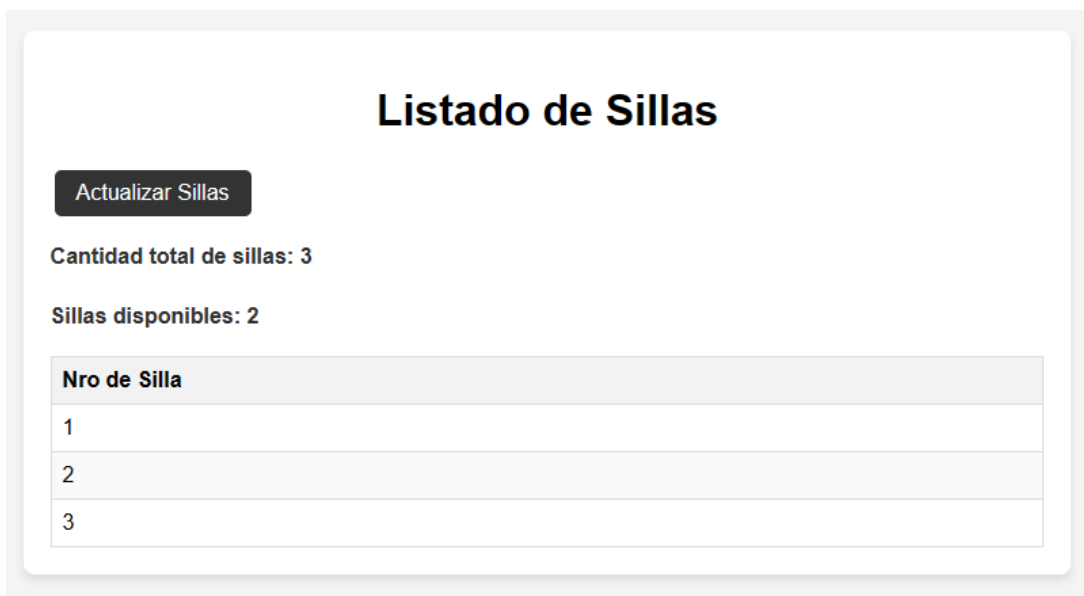 Listado de Sillas
Actualizar Sillas
Cantidad total de sillas: 3
Sillas disponibles: 2
Nro de Silla
1
2
3